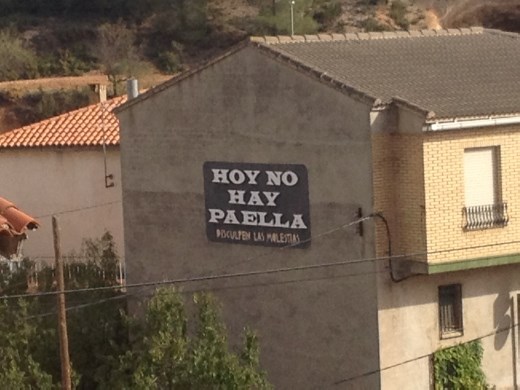 HOY NO
HAY
PAELLA
DISCULPEN LAS MOLESTIAS